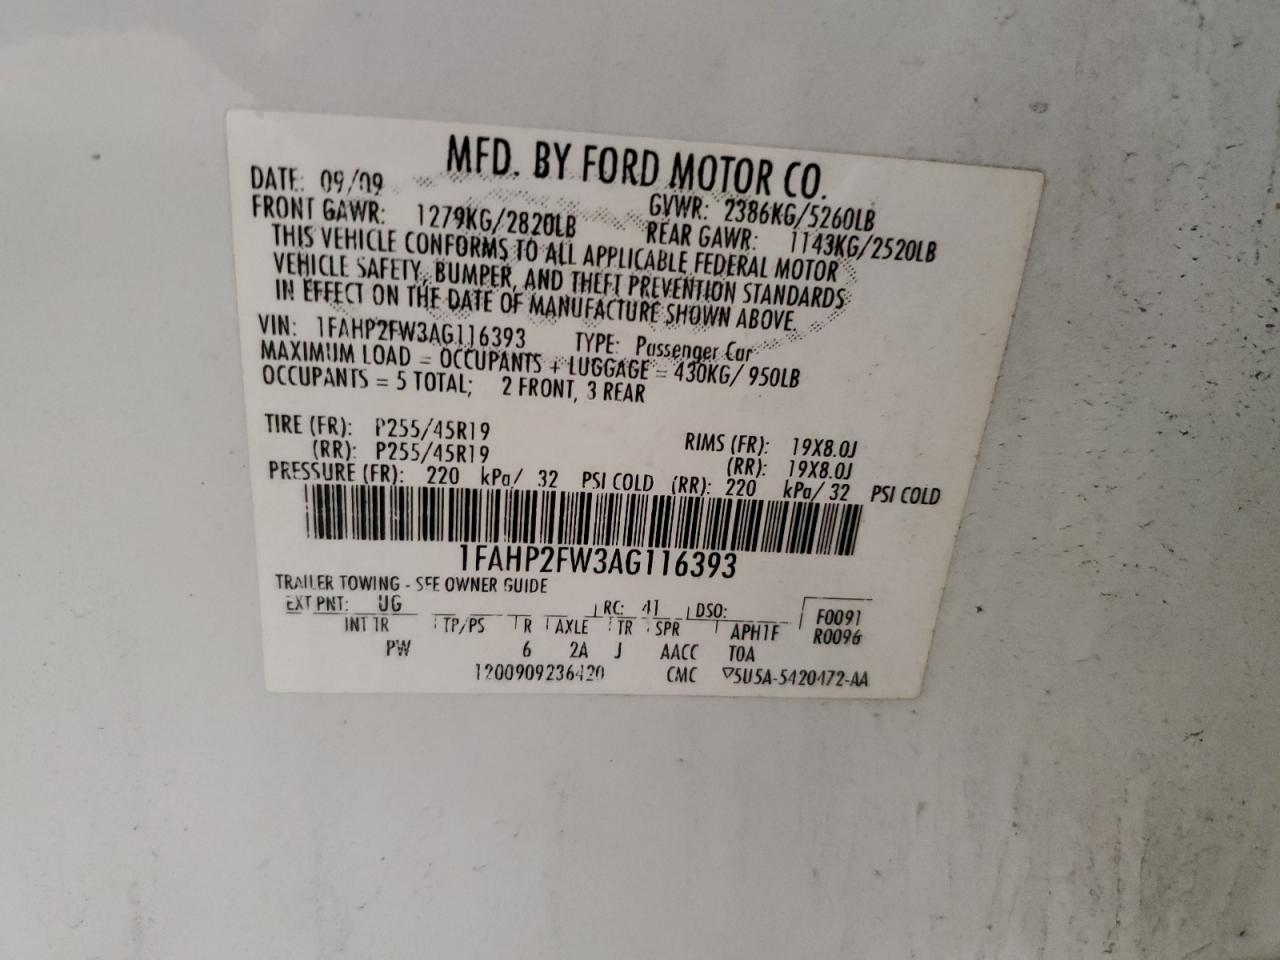 MFD. BY FORD MOTOR CO.
DATE: 09/09 GVWR: 2386KG/5260LB
FRONT GAWR: 1279KG/2820LB REAR GAWR: 1143KG/2520LB
THIS VEHICLE CONFORMS TO ALL APPLICABLE FEDERAL MOTOR
VEHICLE SAFETY, BUMPER, AND THEFT PREVENTION STANDARDS
IN EFFECT ON THE DATE OF MANUFACTURE SHOWN ABOVE.
VIN: 1FAHP2FW3AG116393 TYPE: Passenger Car
MAXIMUM LOAD = OCCUPANTS + LUGGAGE = 430KG/ 950LB
OCCUPANTS = 5 TOTAL; 2 FRONT, 3 REAR
TIRE (FR): P255/45R19 RIMS (FR): 19X8.0J
(RR): P255/45R19 (RR): 19X8.0J
PRESSURE (FR): 220 kPa/ 32 PSI COLD (RR): 220 kPa/ 32 PSI COLD
1FAHP2FW3AG116393
TRAILER TOWING - SEE OWNER GUIDE
EXT PNT: UG RC: 41 DSO: F0091
INT TR TP/PS R AXLE TR SPR APH1F R0096
PW 6 2A J AACC TOA
1200909236420 CMC ▽5U5A-5420472-AA